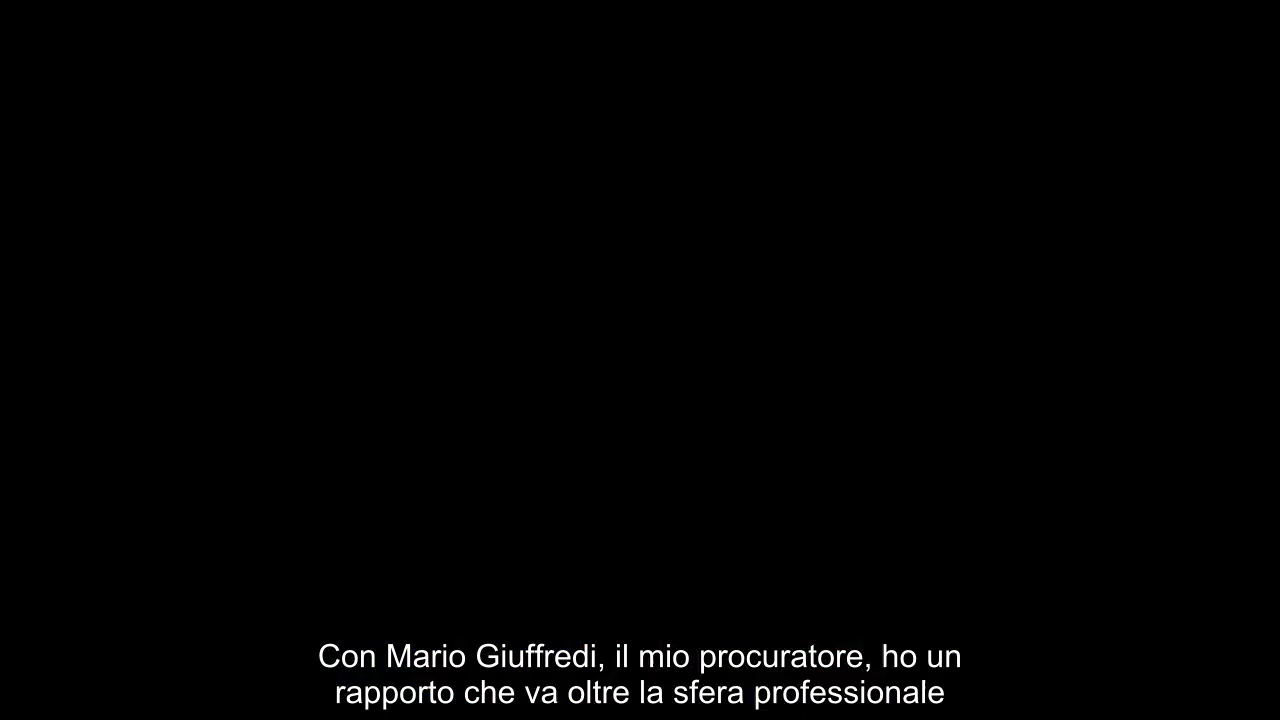 Con Mario Giuffredi, il mio procuratore, ho un
rapporto che va oltre la sfera professionale